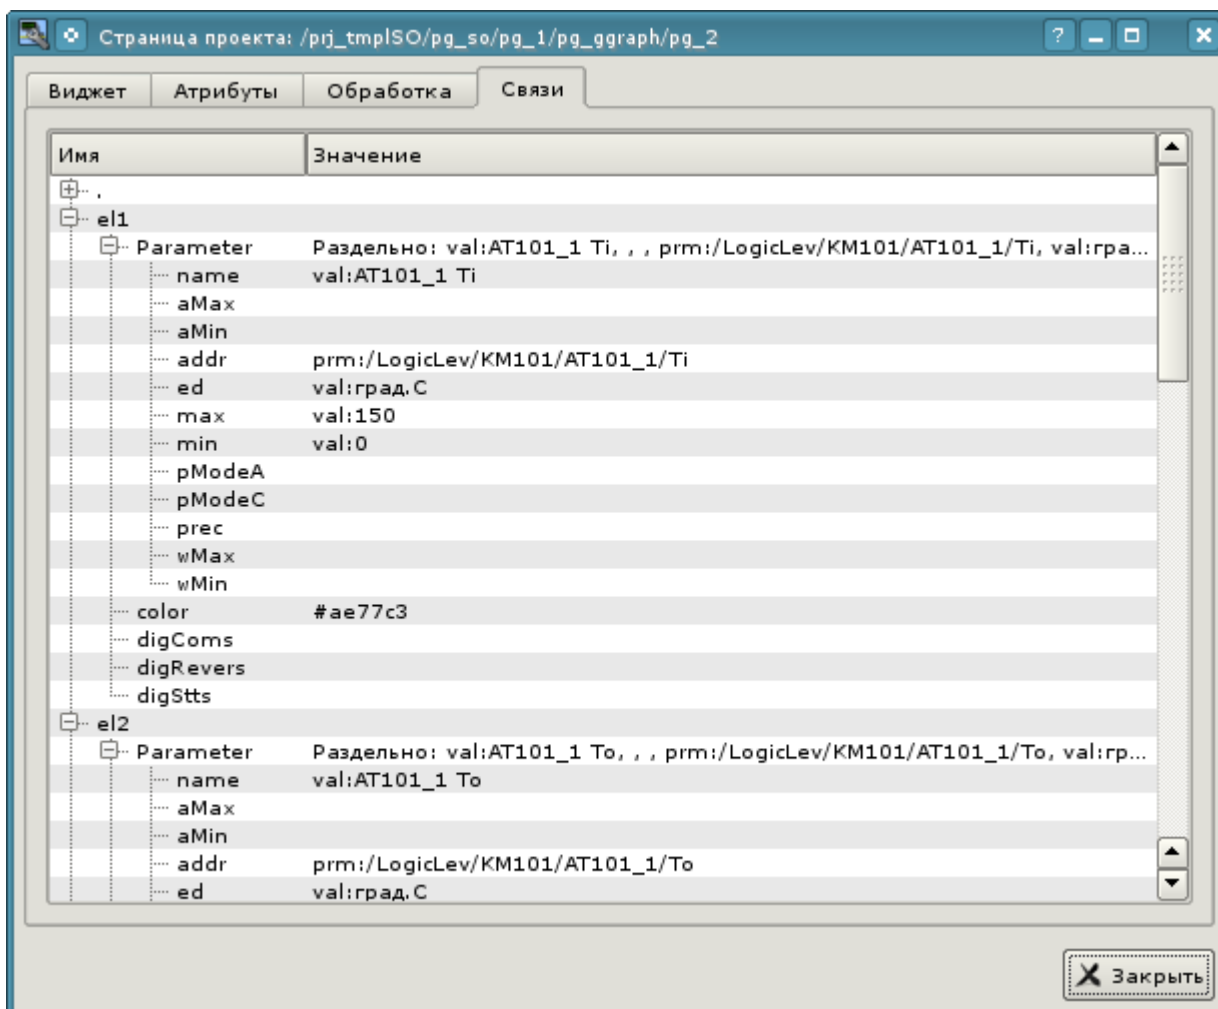 Страница проекта: /prj_tmplSO/pg_so/pg_1/pg_ggraph/pg_2 ?
Виджет Атрибуты Обработка Связи
Имя Значение
.
el1
Parameter Раздельно: val:AT101_1 Ti, , , prm:/LogicLev/KM101/AT101_1/Ti, val:гра...
name val:AT101_1 Ti
aMax
aMin
addr prm:/LogicLev/KM101/AT101_1/Ti
ed val:град.С
max val:150
min val:0
pModeA
pModeC
prec
wMax
wMin
color #ae77c3
digComs
digRevers
digStts
el2
Parameter Раздельно: val:AT101_1 To, , , prm:/LogicLev/KM101/AT101_1/To, val:гр...
name val:AT101_1 To
aMax
aMin
addr prm:/LogicLev/KM101/AT101_1/To
ed val:град.С
Закрыть